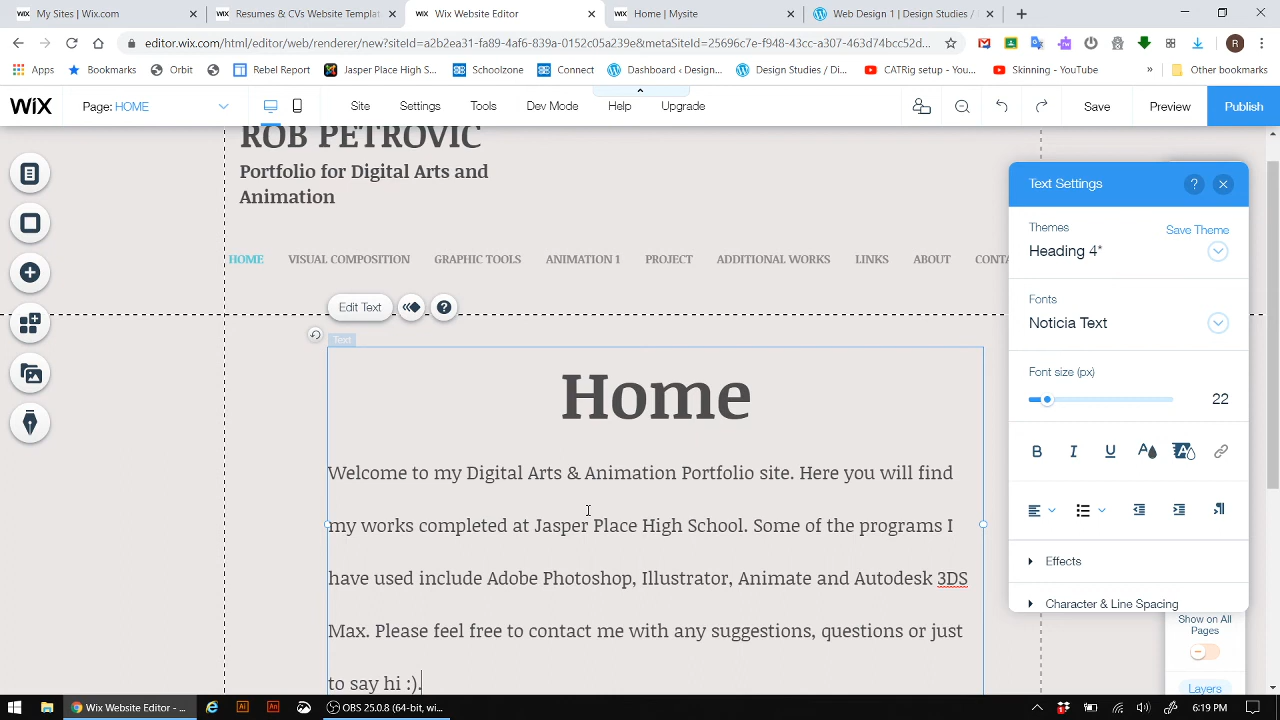 My Sites | Wix.com
Resumes & CVs Website Templat
Wix Website Editor
Home | Mysite
Web Design 1 | Design Studies /
editor.wix.com/html/editor/web/renderer/new?siteId=a2b2ea31-fa89-4af6-839a-0152c05a239e&metaSiteId=25696c7e-f948-43cc-a307-463d74bcc52d...
R
Apps
Bookmarks
Orbit
Rebel Report
Jasper Place High S...
Schoolzone
Connect
Dashboard ‹ Design...
Design Studies / Di...
CATRig setup - You...
Skinning - YouTube
»
Other bookmarks
WiX
Page: HOME
Site
Settings
Tools
Dev Mode
Help
Upgrade
Save
Preview
Publish
ROB PETROVIC
Portfolio for Digital Arts and
Animation
HOME
VISUAL COMPOSITION
GRAPHIC TOOLS
ANIMATION 1
PROJECT
ADDITIONAL WORKS
LINKS
ABOUT
CONTA
Edit Text
Text
Home
Welcome to my Digital Arts & Animation Portfolio site. Here you will find
my works completed at Jasper Place High School. Some of the programs I
have used include Adobe Photoshop, Illustrator, Animate and Autodesk 3DS
Max. Please feel free to contact me with any suggestions, questions or just
to say hi :).
Text Settings
?
Themes
Save Theme
Heading 4*
Fonts
Noticia Text
Font size (px)
22
B
I
U
Effects
Character & Line Spacing
Show on All
Pages
Layers
Wix Website Editor - ...
Ai
An
OBS 25.0.8 (64-bit, wi...
6:19 PM